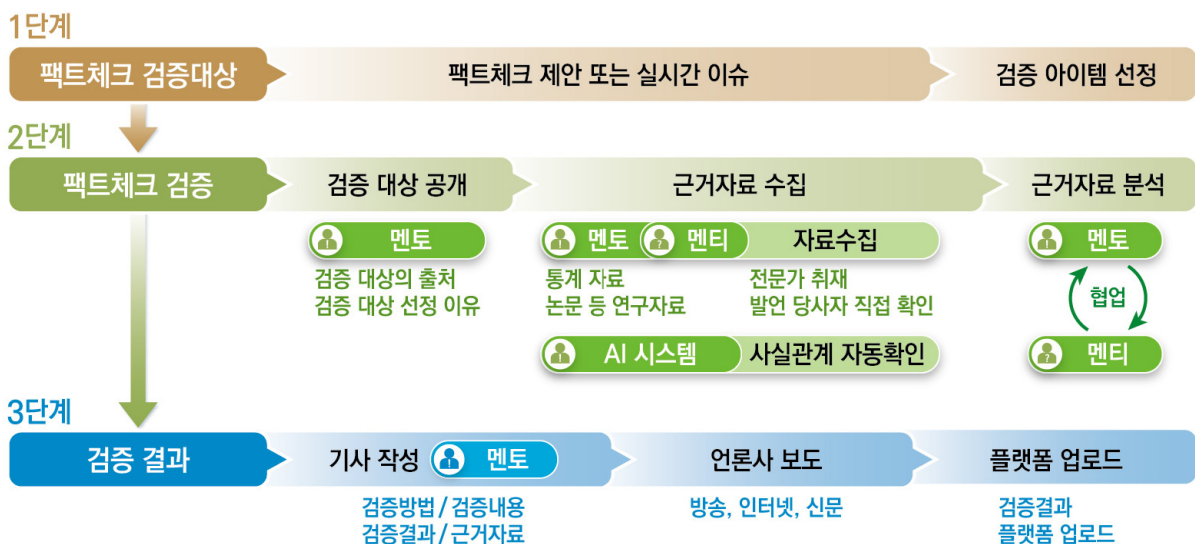 1단계
팩트체크 검증대상
팩트체크 제안 또는 실시간 이슈
검증 아이템 선정
2단계
팩트체크 검증
검증 대상 공개
근거자료 수집
근거자료 분석
멘토
검증 대상의 출처
검증 대상 선정 이유
멘토
멘티
자료수집
통계 자료
논문 등 연구자료
전문가 취재
발언 당사자 직접 확인
AI 시스템
사실관계 자동확인
멘토
협업
멘티
3단계
검증 결과
기사 작성
멘토
언론사 보도
플랫폼 업로드
검증방법 / 검증내용
검증결과 / 근거자료
방송, 인터넷, 신문
검증결과
플랫폼 업로드